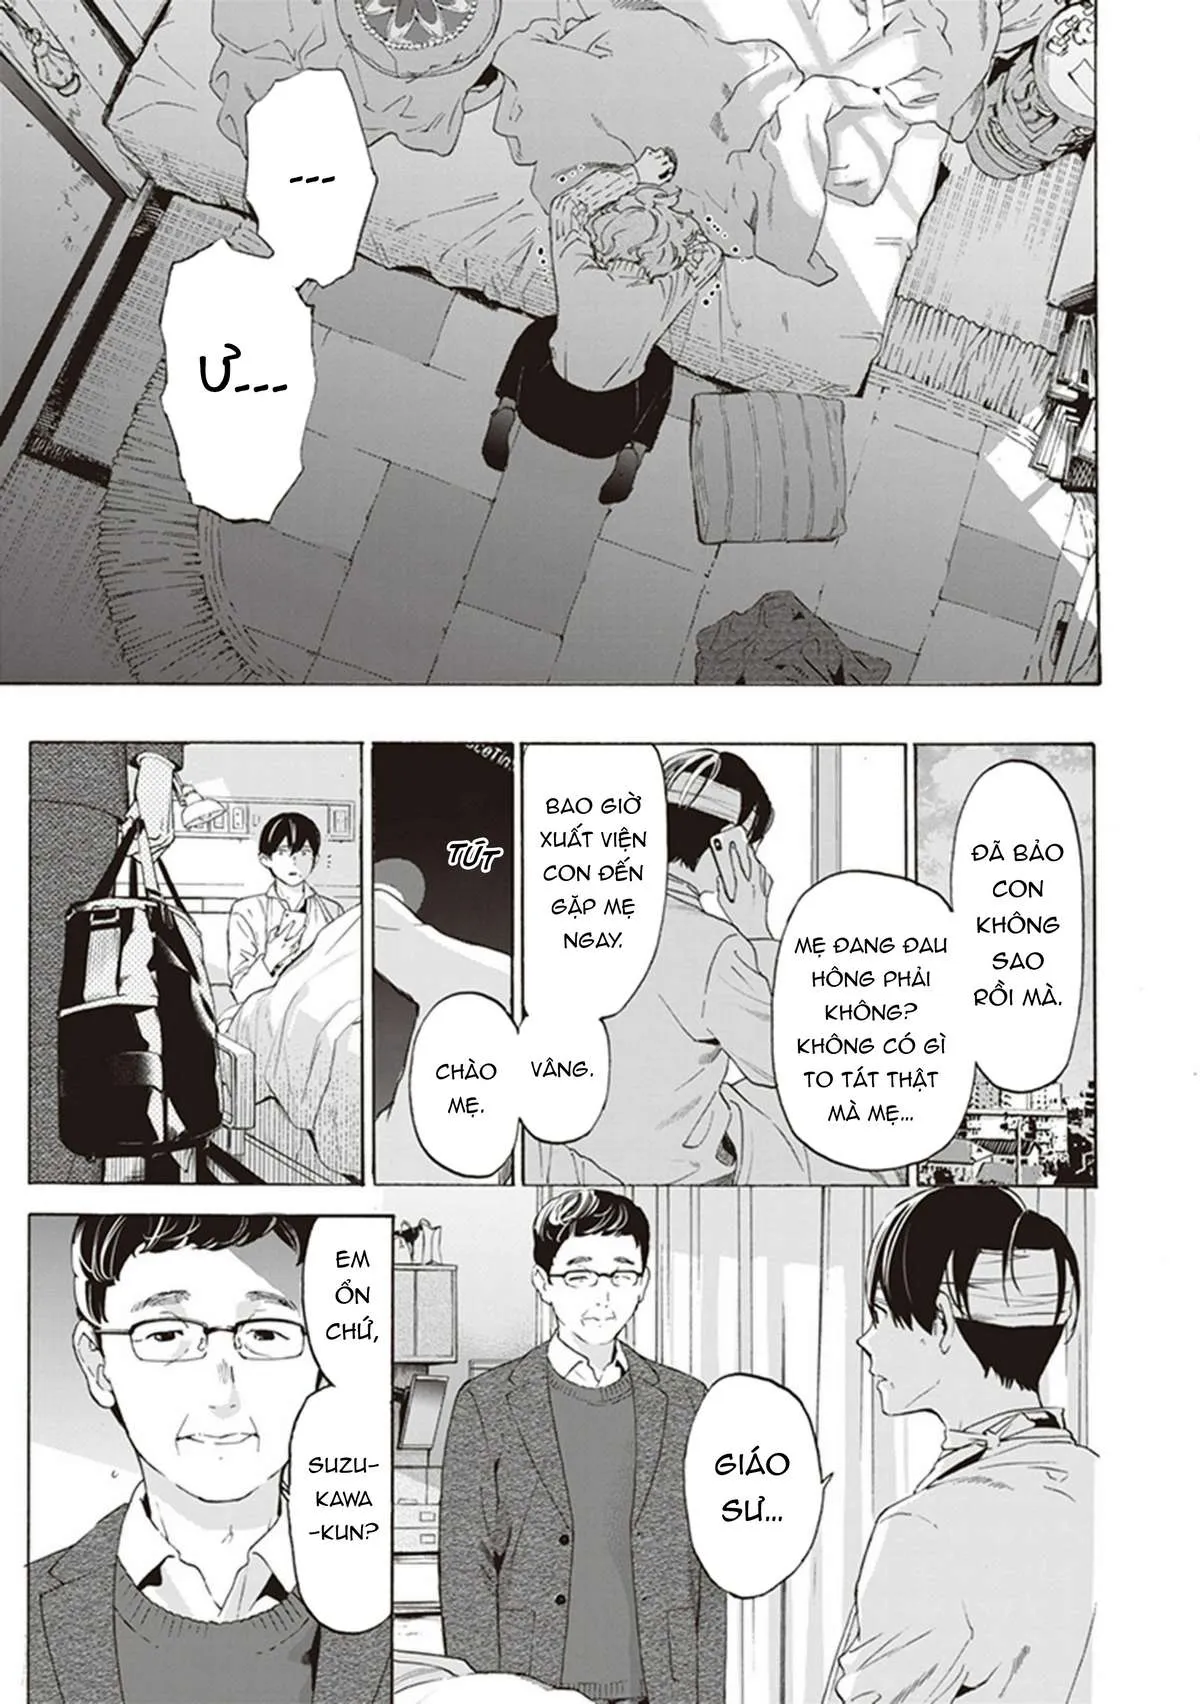 ...
Ư...
ĐÃ BẢO
CON
KHÔNG
SAO
RỒI MÀ.
MẸ ĐANG ĐAU
HÔNG PHẢI
KHÔNG?
KHÔNG CÓ GÌ
TO TÁT THẬT
MÀ MẸ...
BAO GIỜ
XUẤT VIỆN
CON ĐẾN
GẶP MẸ
NGAY.
VÂNG.
CHÀO
MẸ.
TÚT
GIÁO
SƯ...
EM
ỔN
CHỨ,
SUZU-
KAWA
-KUN?